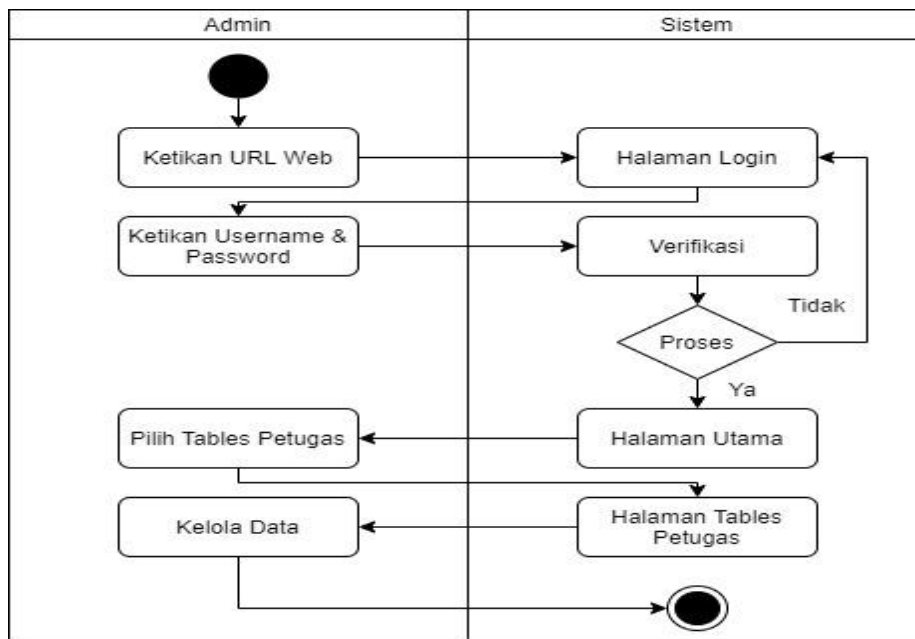 Admin
Sistem
Ketikan URL Web
Halaman Login
Ketikan Username &
Password
Verifikasi
Tidak
Proses
Ya
Pilih Tables Petugas
Halaman Utama
Kelola Data
Halaman Tables
Petugas